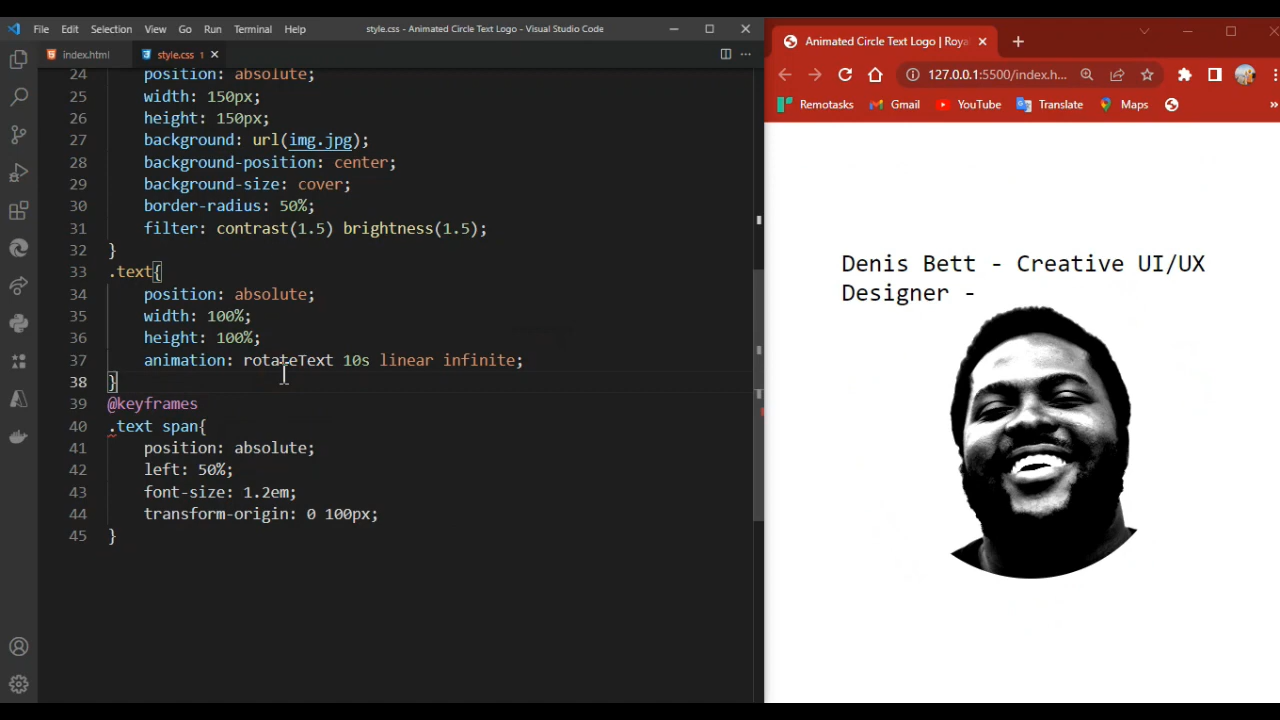 File Edit Selection View Go Run Terminal Help
style.css - Animated Circle Text Logo - Visual Studio Code
index.html
style.css 1
24 position: absolute;
25 width: 150px;
26 height: 150px;
27 background: url(img.jpg);
28 background-position: center;
29 background-size: cover;
30 border-radius: 50%;
31 filter: contrast(1.5) brightness(1.5);
32 }
33 .text{
34 position: absolute;
35 width: 100%;
36 height: 100%;
37 animation: rotateText 10s linear infinite;
38 }
39 @keyframes
40 .text span{
41 position: absolute;
42 left: 50%;
43 font-size: 1.2em;
44 transform-origin: 0 100px;
45 }
Animated Circle Text Logo | Roya
127.0.0.1:5500/index.h...
Remotasks Gmail YouTube Translate Maps
Denis Bett - Creative UI/UX
Designer -